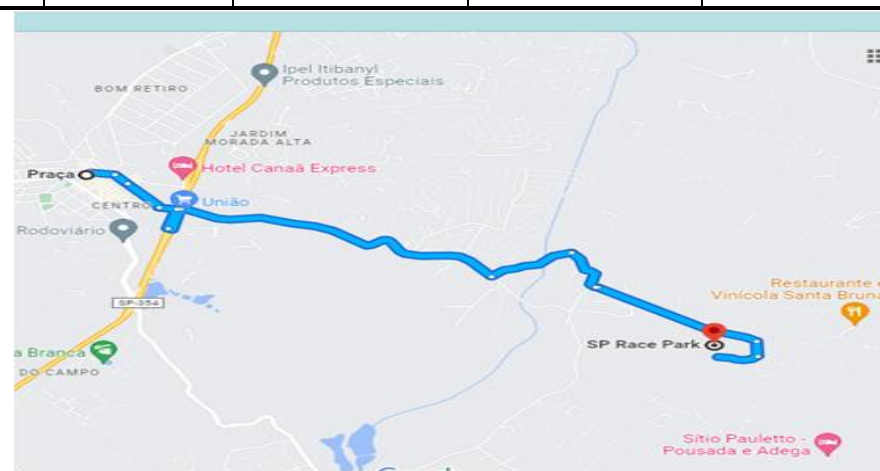 Ipel Itibanyl
Produtos Especiais
BOM RETIRO
JARDIM
MORADA ALTA
Hotel Canaã Express
Praça
CENTRO
União
Rodoviário
SP-354
Restaurante e
Vinícola Santa Bruna
SP Race Park
a Branca
DO CAMPO
Sítio Pauletto -
Pousada e Adega